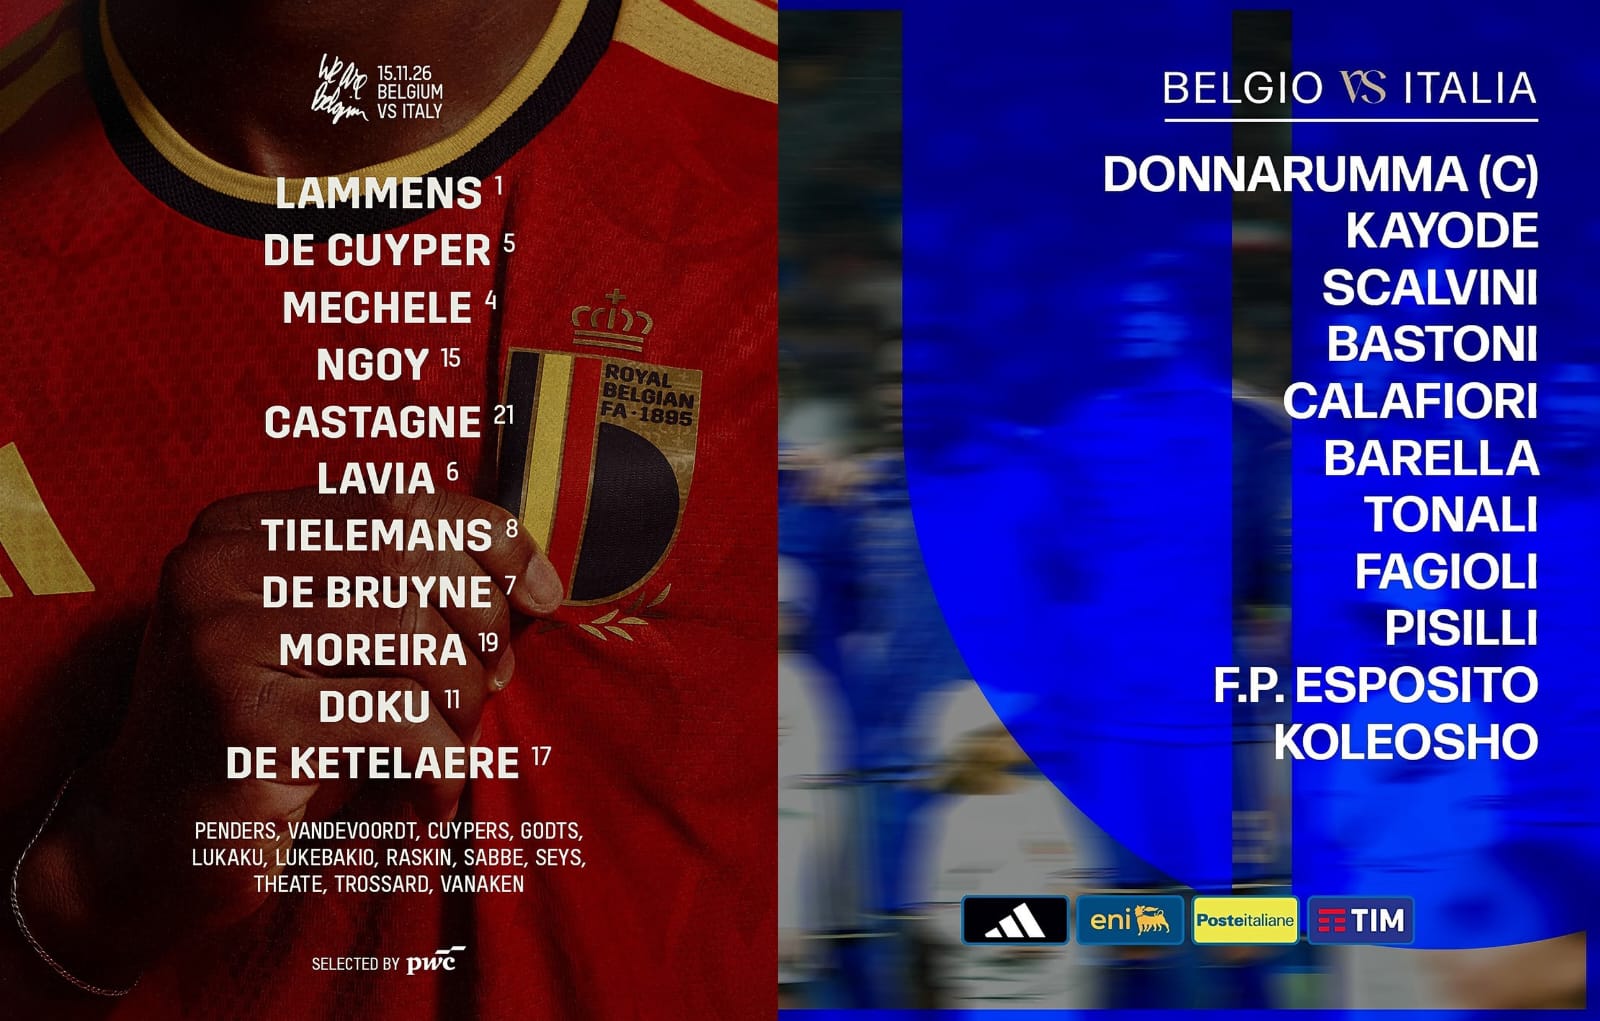 We are belgium
15.11.26
BELGIUM
VS ITALY
LAMMENS 1
DE CUYPER 5
MECHELE 4
NGOY 15
CASTAGNE 21
LAVIA 6
TIELEMANS 8
DE BRUYNE 7
MOREIRA 19
DOKU 11
DE KETELAERE 17
PENDERS, VANDEVOORDT, CUYPERS, GODTS,
LUKAKU, LUKEBAKIO, RASKIN, SABBE, SEYS,
THEATE, TROSSARD, VANAKEN
SELECTED BY pwc
ROYAL
BELGIAN
FA · 1895
BELGIO VS ITALIA
DONNARUMMA (C)
KAYODE
SCALVINI
BASTONI
CALAFIORI
BARELLA
TONALI
FAGIOLI
PISILLI
F.P. ESPOSITO
KOLEOSHO
eni
Posteitaliane
TIM